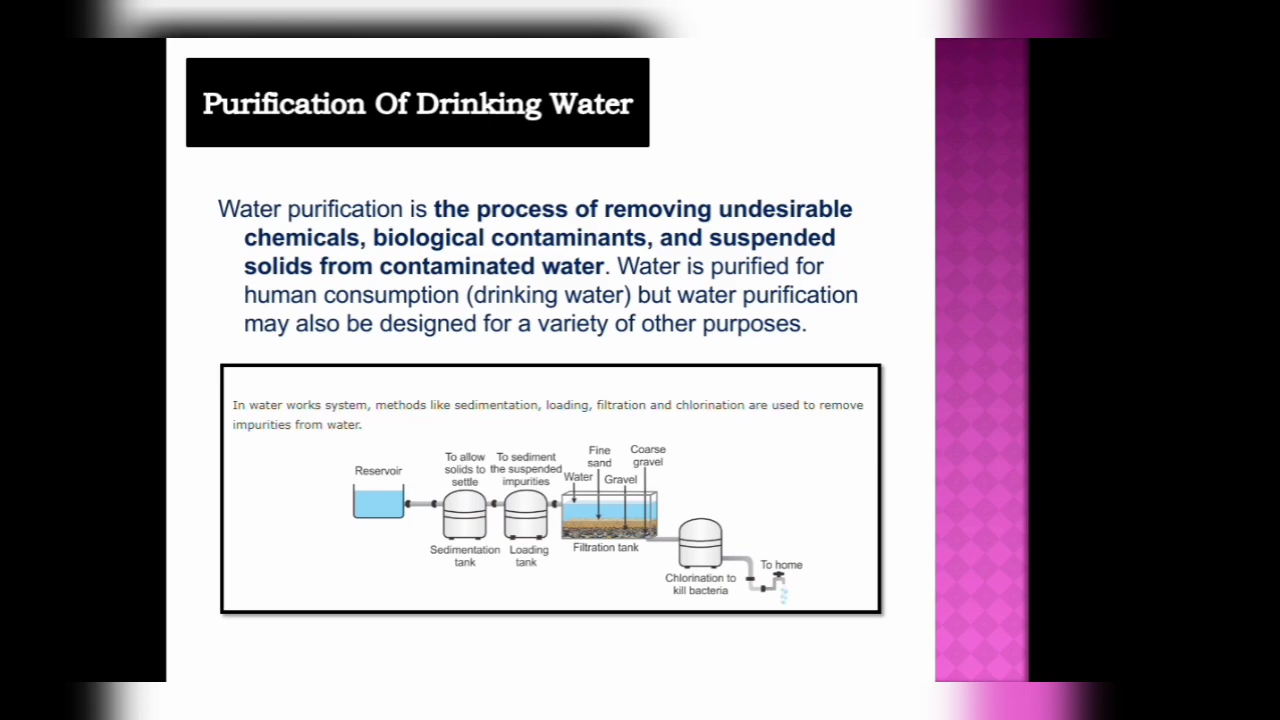 Purification Of Drinking Water
Water purification is the process of removing undesirable
chemicals, biological contaminants, and suspended
solids from contaminated water. Water is purified for
human consumption (drinking water) but water purification
may also be designed for a variety of other purposes.
In water works system, methods like sedimentation, loading, filtration and chlorination are used to remove
impurities from water.
Reservoir
To allow
solids to
settle
To sediment
the suspended
impurities
Water
Fine
sand
Gravel
Coarse
gravel
Sedimentation
tank
Loading
tank
Filtration tank
Chlorination to
kill bacteria
To home